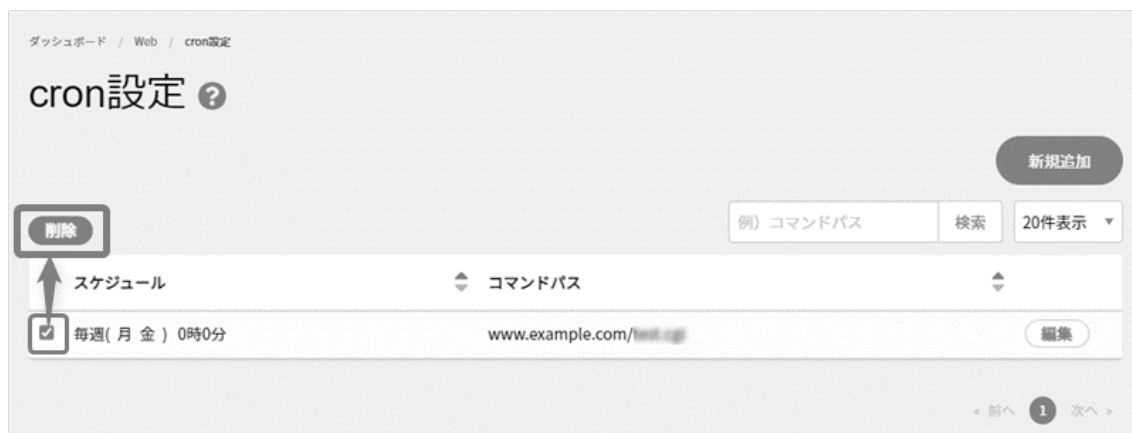 ダッシュボード / Web / cron設定
cron設定 ?
新規追加
削除
例）コマンドパス 検索 20件表示
スケジュール コマンドパス
毎週( 月 金 ) 0時0分 www.example.com/ 編集
« 前へ 1 次へ »